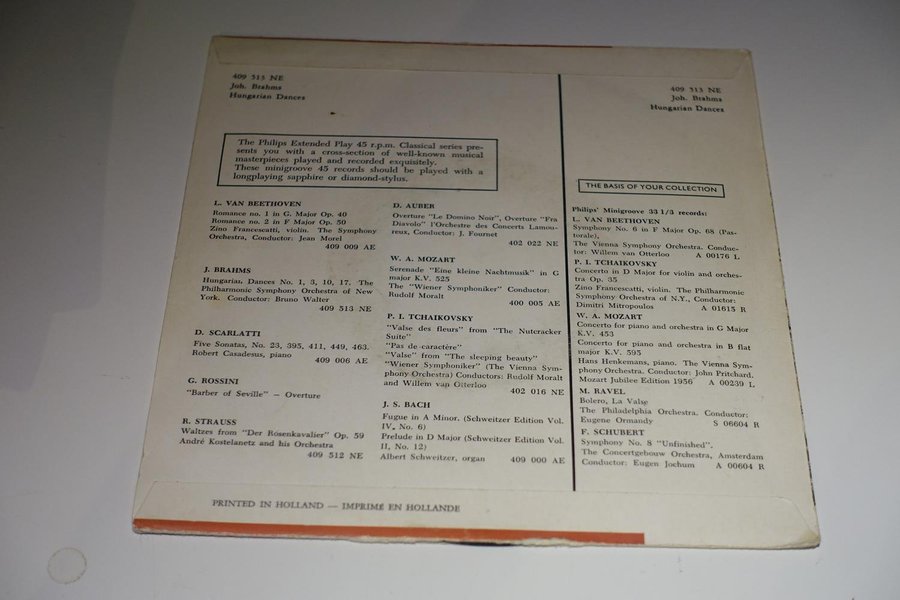 409 513 NE
Joh. Brahms
Hungarian Dances
The Philips Extended Play 45 r.p.m. Classical series pre-
sents you with a cross-section of well-known musical
masterpieces played and recorded exquisitely.
These minigroove 45 records should be played with a
longplaying sapphire or diamond-stylus.
L. VAN BEETHOVEN
Romance no. 1 in G. Major Op. 40
Romance no. 2 in F Major Op. 50
Zino Francescatti, violin. The Symphony
Orchestra, Conductor: Jean Morel
409 009 AE
J. BRAHMS
Hungarian Dances No. 1, 3, 10, 17. The
Philharmonic Symphony Orchestra of New
York. Conductor: Bruno Walter
409 513 NE
D. SCARLATTI
Five Sonatas, No. 23, 395, 411, 449, 463.
Robert Casadesus, piano
409 006 AE
G. ROSSINI
"Barber of Seville" — Overture
R. STRAUSS
Waltzes from "Der Rosenkavalier" Op. 59
André Kostelanetz and his Orchestra
409 512 NE
D. AUBER
Overture "Le Domino Noir", Overture "Fra
Diavolo" l'Orchestre des Concerts Lamou-
reux, Conductor: J. Fournet
402 022 NE
W. A. MOZART
Serenade "Eine kleine Nachtmusik" in G
major K.V. 525
The "Wiener Symphoniker" Conductor:
Rudolf Moralt
400 005 AE
P. I. TCHAIKOVSKY
"Valse des fleurs" from "The Nutcracker
Suite"
"Pas de caractère"
"Valse" from "The sleeping beauty"
"Wiener Symphoniker" (The Vienna Sym-
phony Orchestra) Conductors: Rudolf Moralt
and Willem van Otterloo
402 016 NE
J. S. BACH
Fugue in A Minor. (Schweitzer Edition Vol.
IV, No. 6)
Prelude in D Major (Schweitzer Edition Vol.
II, No. 12)
Albert Schweitzer, organ 409 000 AE
409 513 NE
Joh. Brahms
Hungarian Dances
THE BASIS OF YOUR COLLECTION
Philips' Minigroove 33 1/3 records:
L. VAN BEETHOVEN
Symphony No. 6 in F Major Op. 68 (Pas-
torale),
The Vienna Symphony Orchestra. Conduc-
tor: Willem van Otterloo A 00176 L
P. I. TCHAIKOVSKY
Concerto in D Major for violin and orches-
tra Op. 35
Zino Francescatti, violin. The Philharmonic
Symphony Orchestra of N.Y., Conductor:
Dimitri Mitropoulos A 01615 R
W. A. MOZART
Concerto for piano and orchestra in G Major
K.V. 453
Concerto for piano and orchestra in B flat
major K.V. 595
Hans Henkemans, piano. The Vienna Sym-
phony Orchestra. Conductor: John Pritchard.
Mozart Jubilee Edition 1956 A 00239 L
M. RAVEL
Bolero, La Valse
The Philadelphia Orchestra. Conductor:
Eugene Ormandy S 06604 R
F. SCHUBERT
Symphony No. 8 "Unfinished".
The Concertgebouw Orchestra, Amsterdam
Conductor: Eugen Jochum A 00604 R
PRINTED IN HOLLAND — IMPRIMÉ EN HOLLANDE